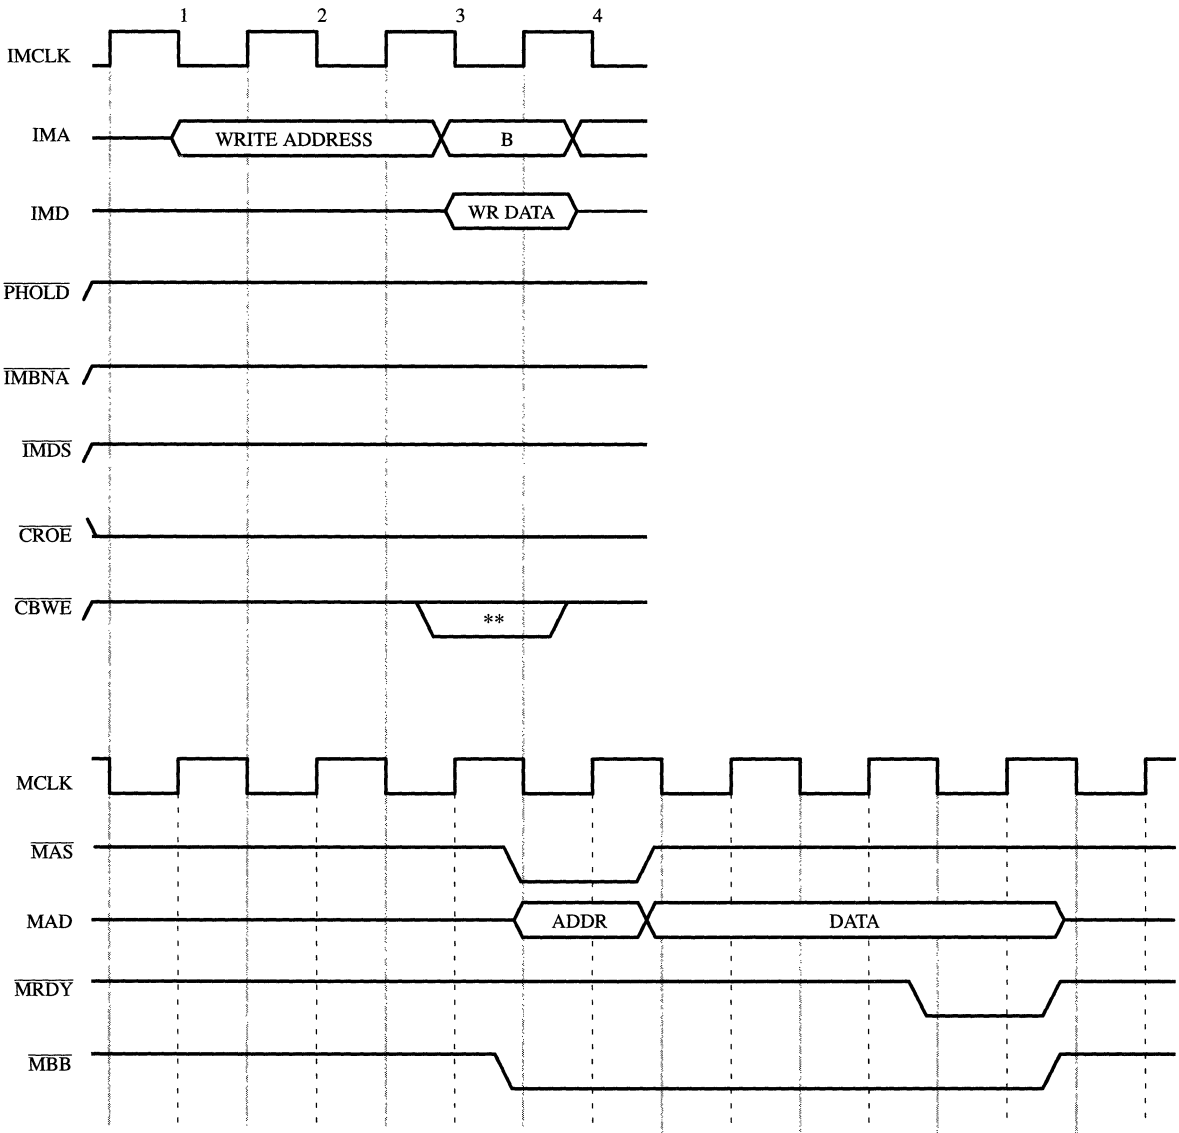 1 2 3 4
IMCLK
IMA WRITE ADDRESS B
IMD WR DATA
PHOLD
IMBNA
IMDS
CROE
CBWE **
MCLK
MAS
MAD ADDR DATA
MRDY
MBB